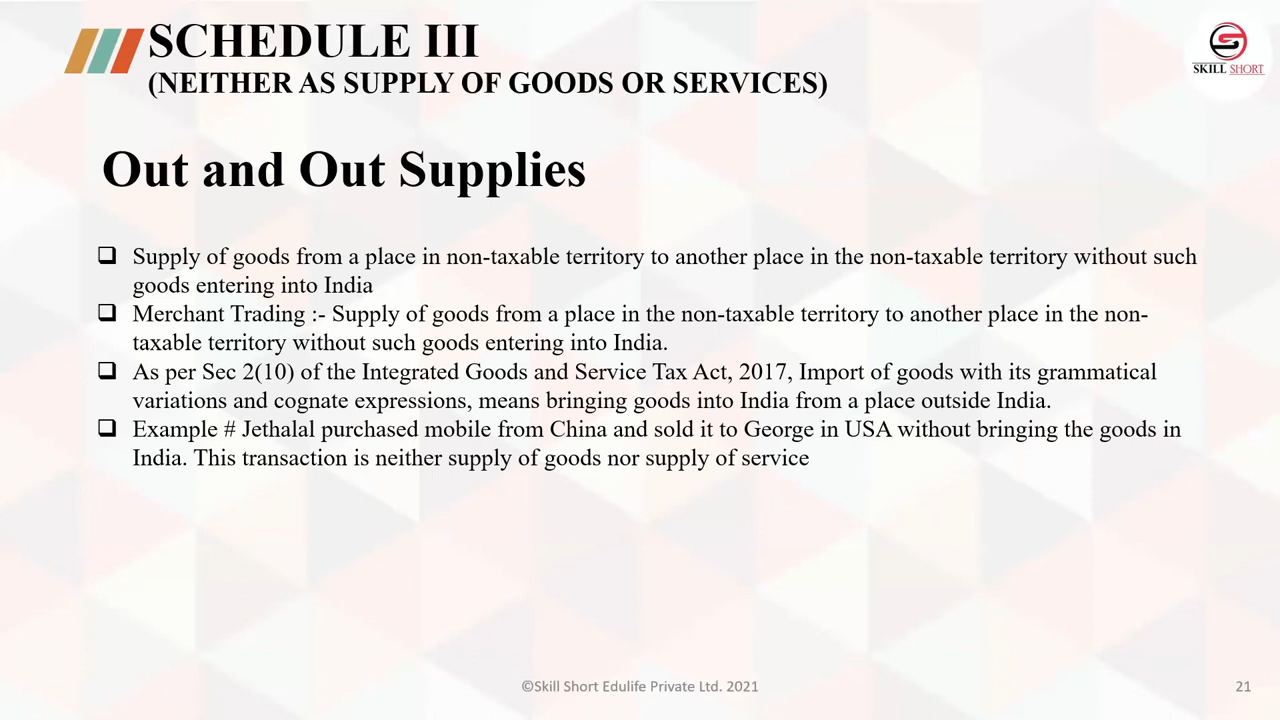 SCHEDULE III
(NEITHER AS SUPPLY OF GOODS OR SERVICES)
SKILL SHORT
Out and Out Supplies
❑ Supply of goods from a place in non-taxable territory to another place in the non-taxable territory without such
goods entering into India
❑ Merchant Trading :- Supply of goods from a place in the non-taxable territory to another place in the non-
taxable territory without such goods entering into India.
❑ As per Sec 2(10) of the Integrated Goods and Service Tax Act, 2017, Import of goods with its grammatical
variations and cognate expressions, means bringing goods into India from a place outside India.
❑ Example # Jethalal purchased mobile from China and sold it to George in USA without bringing the goods in
India. This transaction is neither supply of goods nor supply of service
©Skill Short Edulife Private Ltd. 2021
21